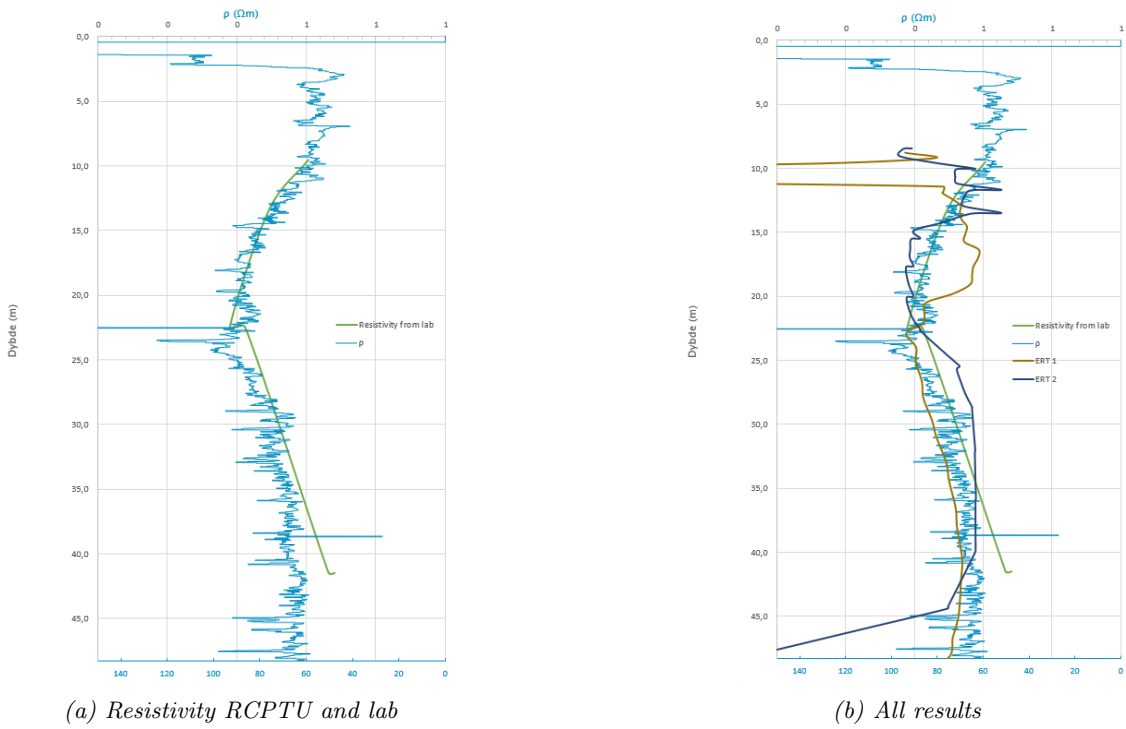 ρ (Ωm)
0 0 0 1 1 1
0,0
5,0
10,0
15,0
20,0
25,0
30,0
35,0
40,0
45,0
Dybde (m)
Resistivity from lab
ρ
140 120 100 80 60 40 20 0
(a) Resistivity RCPTU and lab
ρ (Ωm)
0 0 0 1 1 1
0,0
5,0
10,0
15,0
20,0
25,0
30,0
35,0
40,0
45,0
Dybde (m)
Resistivity from lab
ρ
ERT 1
ERT 2
140 120 100 80 60 40 20 0
(b) All results